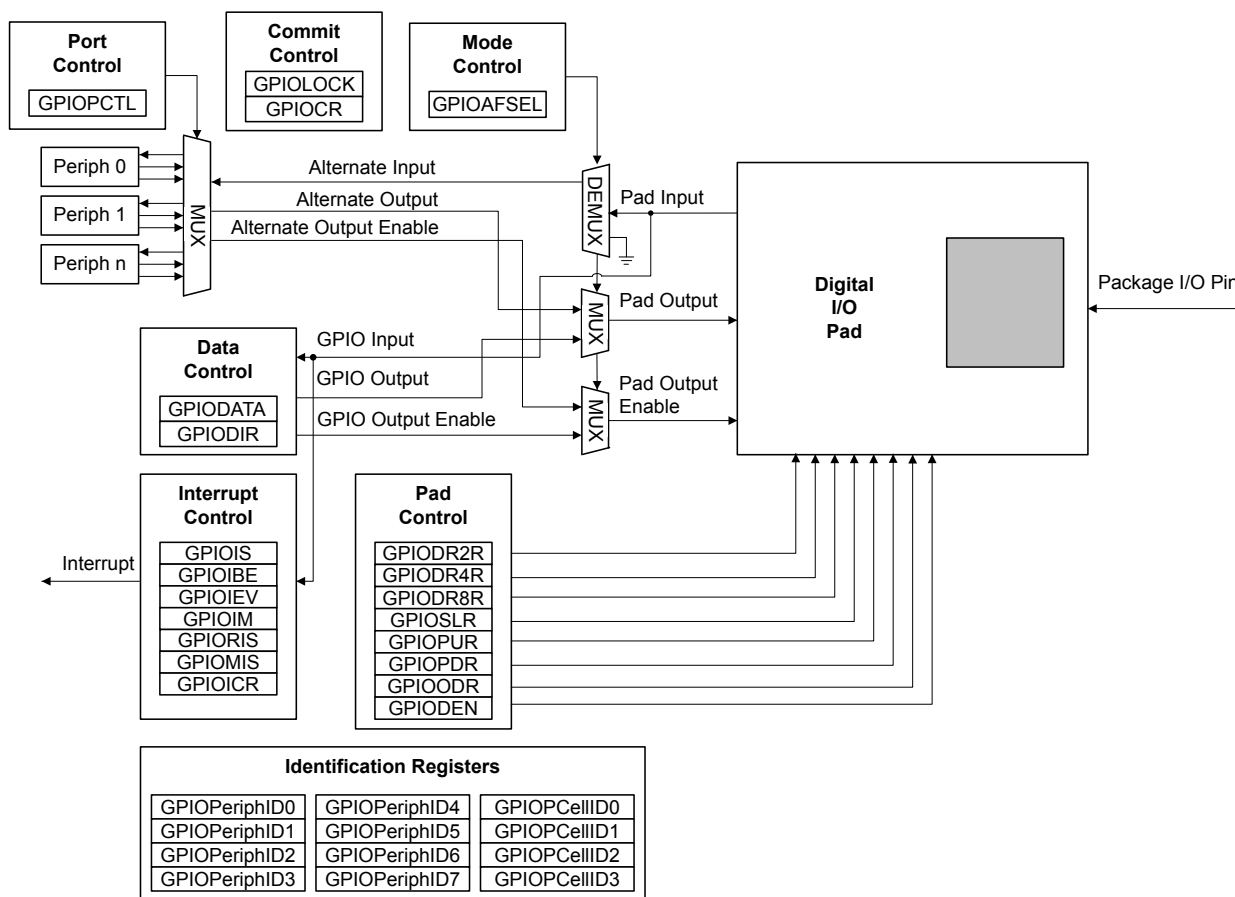 Port
Control
GPIOPCTL
Commit
Control
GPIOLOCK
GPIOCR
Mode
Control
GPIOAFSEL
Periph 0
Periph 1
Periph n
MUX
Alternate Input
Alternate Output
Alternate Output Enable
DEMUX
Pad Input
MUX
Pad Output
MUX
Pad Output
Enable
Digital
I/O
Pad
Package I/O Pin
Data
Control
GPIODATA
GPIODIR
GPIO Input
GPIO Output
GPIO Output Enable
Interrupt
Control
GPIOIS
GPIOIBE
GPIOIEV
GPIOIM
GPIORIS
GPIOMIS
GPIOICR
Interrupt
Pad
Control
GPIODR2R
GPIODR4R
GPIODR8R
GPIOSLR
GPIOPUR
GPIOPDR
GPIOODR
GPIODEN
Identification Registers
GPIOPeriphID0
GPIOPeriphID1
GPIOPeriphID2
GPIOPeriphID3
GPIOPeriphID4
GPIOPeriphID5
GPIOPeriphID6
GPIOPeriphID7
GPIOPCellID0
GPIOPCellID1
GPIOPCellID2
GPIOPCellID3